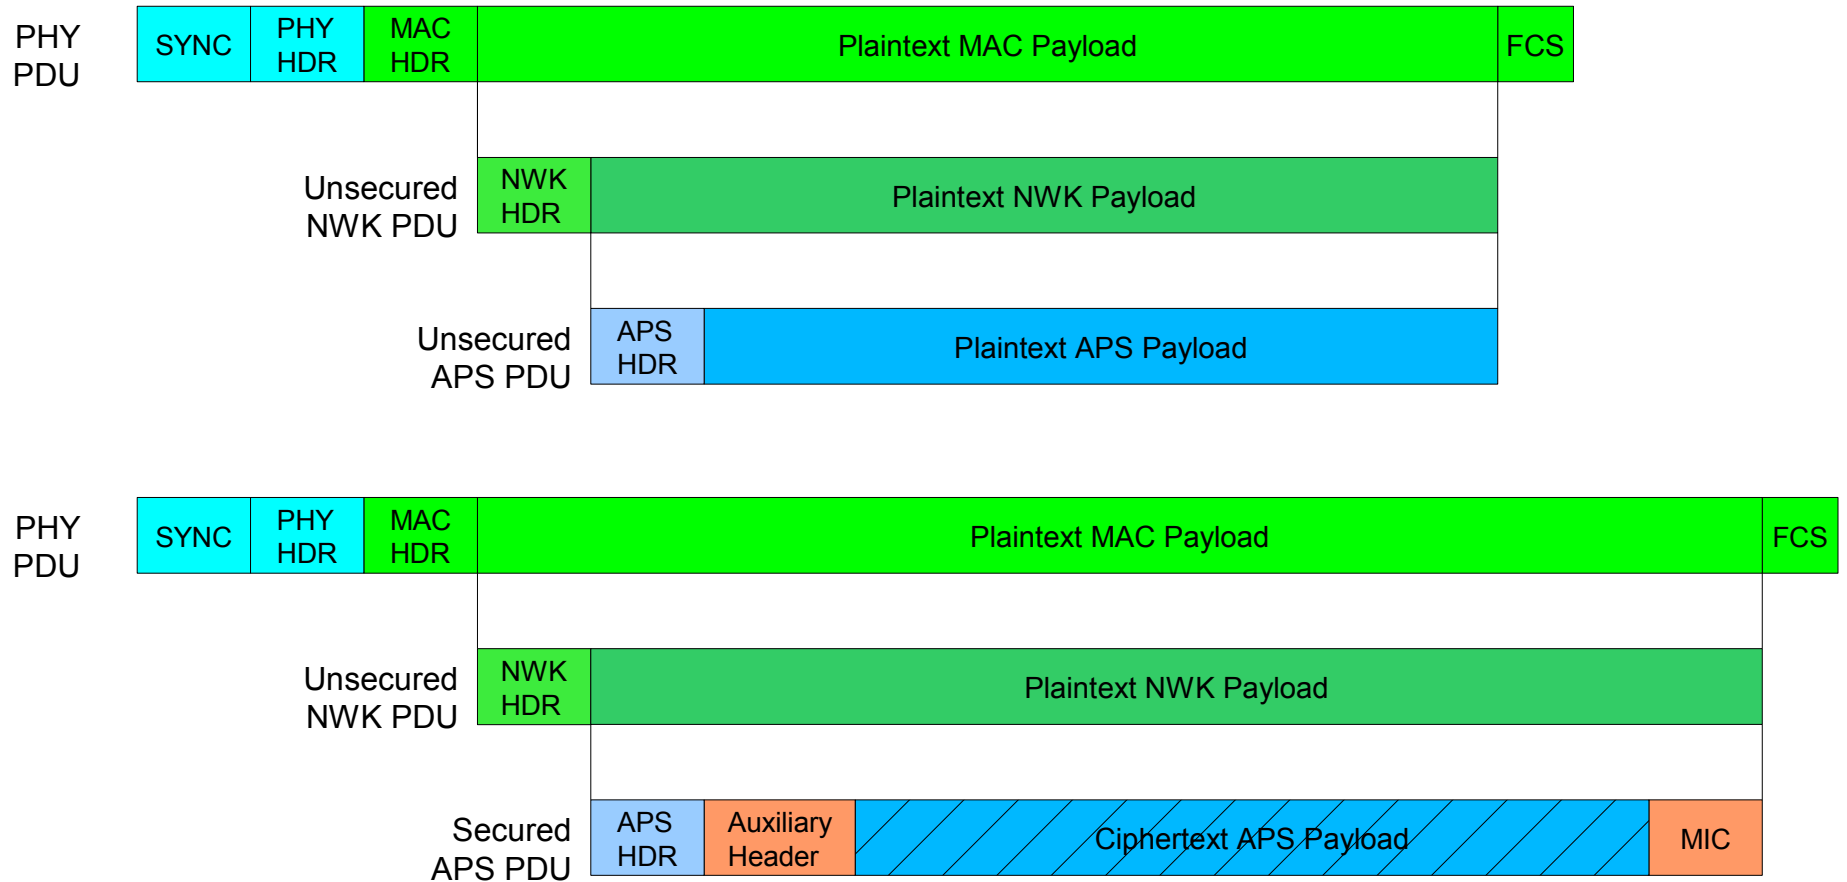 PHY
PDU
SYNC
PHY
HDR
MAC
HDR
Plaintext MAC Payload
FCS
Unsecured
NWK PDU
NWK
HDR
Plaintext NWK Payload
Unsecured
APS PDU
APS
HDR
Plaintext APS Payload
PHY
PDU
SYNC
PHY
HDR
MAC
HDR
Plaintext MAC Payload
FCS
Unsecured
NWK PDU
NWK
HDR
Plaintext NWK Payload
Secured
APS PDU
APS
HDR
Auxiliary
Header
Ciphertext APS Payload
MIC